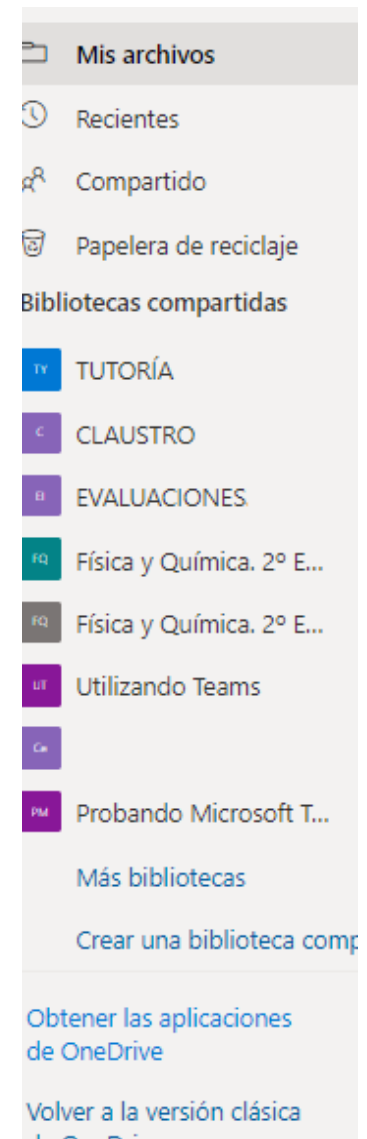 Mis archivos
Recientes
Compartido
Papelera de reciclaje
Bibliotecas compartidas
TY TUTORÍA
C CLAUSTRO
EI EVALUACIONES
FQ Física y Química. 2º E...
FQ Física y Química. 2º E...
UT Utilizando Teams
PM Probando Microsoft T...
Más bibliotecas
Crear una biblioteca comp
Obtener las aplicaciones
de OneDrive
Volver a la versión clásica